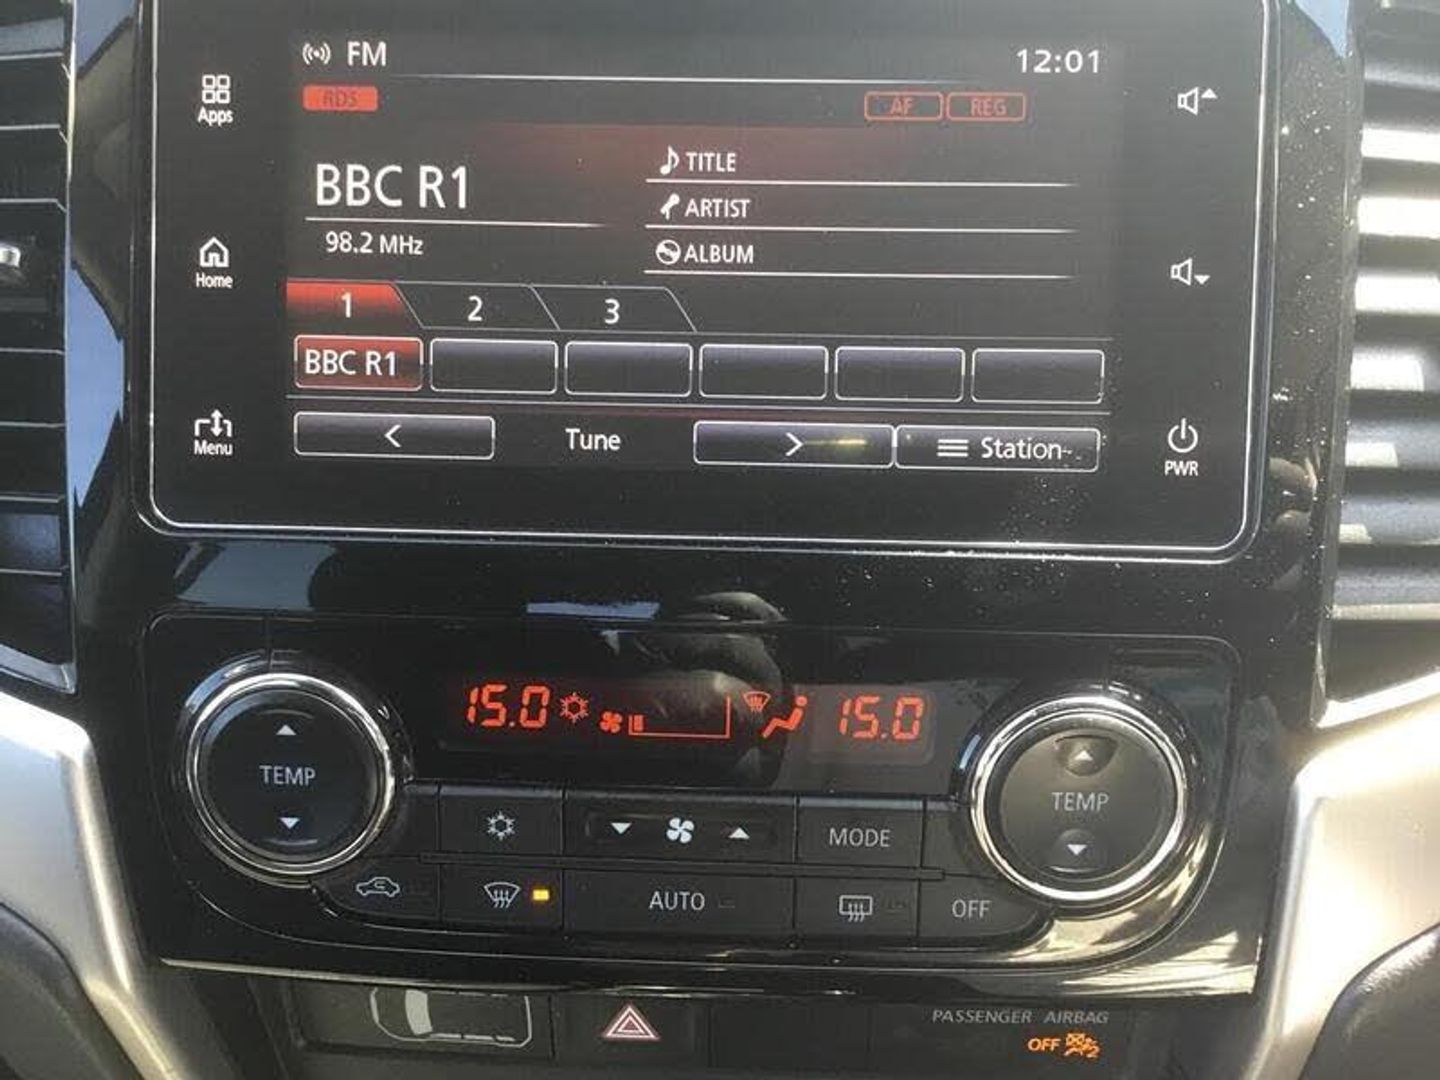 FM 12:01
Apps RDS AF REG
BBC R1 TITLE
ARTIST
98.2 MHz ALBUM
Home
1 2 3
BBC R1
Menu < Tune > Station
PWR
15.0 15.0
TEMP TEMP
MODE
AUTO OFF
PASSENGER AIRBAG
OFF 2